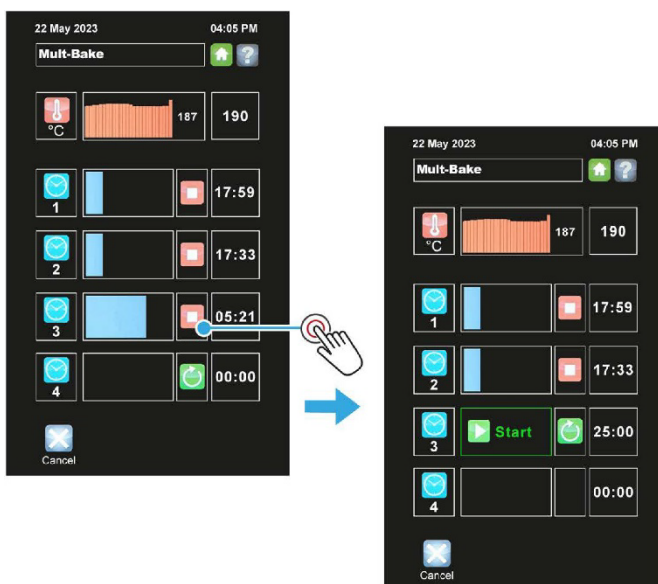 22 May 2023 04:05 PM
Mult-Bake
?
°C 187 190
1 17:59
2 17:33
3 05:21
4 00:00
Cancel
22 May 2023 04:05 PM
Mult-Bake
?
°C 187 190
1 17:59
2 17:33
3 Start 25:00
4 00:00
Cancel